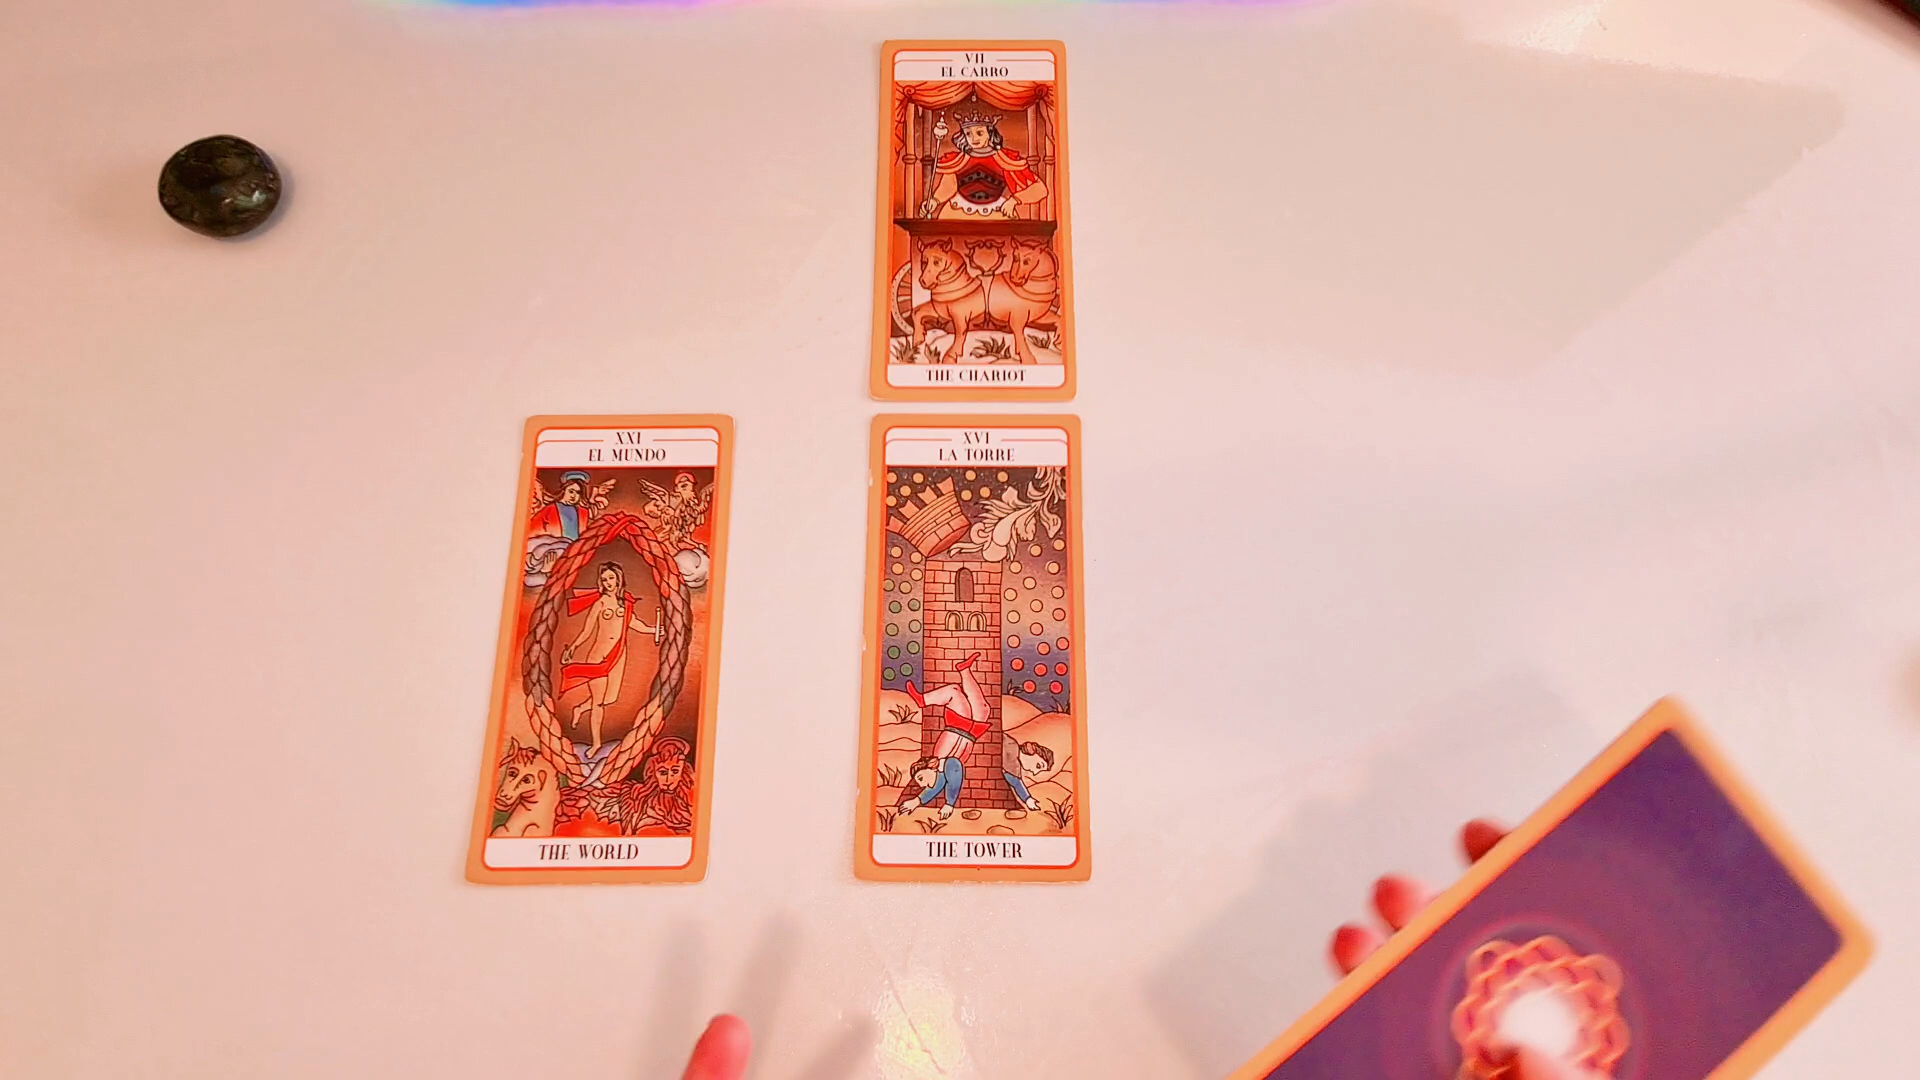 VII
EL CARRO
THE CHARIOT
XXI
EL MUNDO
THE WORLD
XVI
LA TORRE
THE TOWER